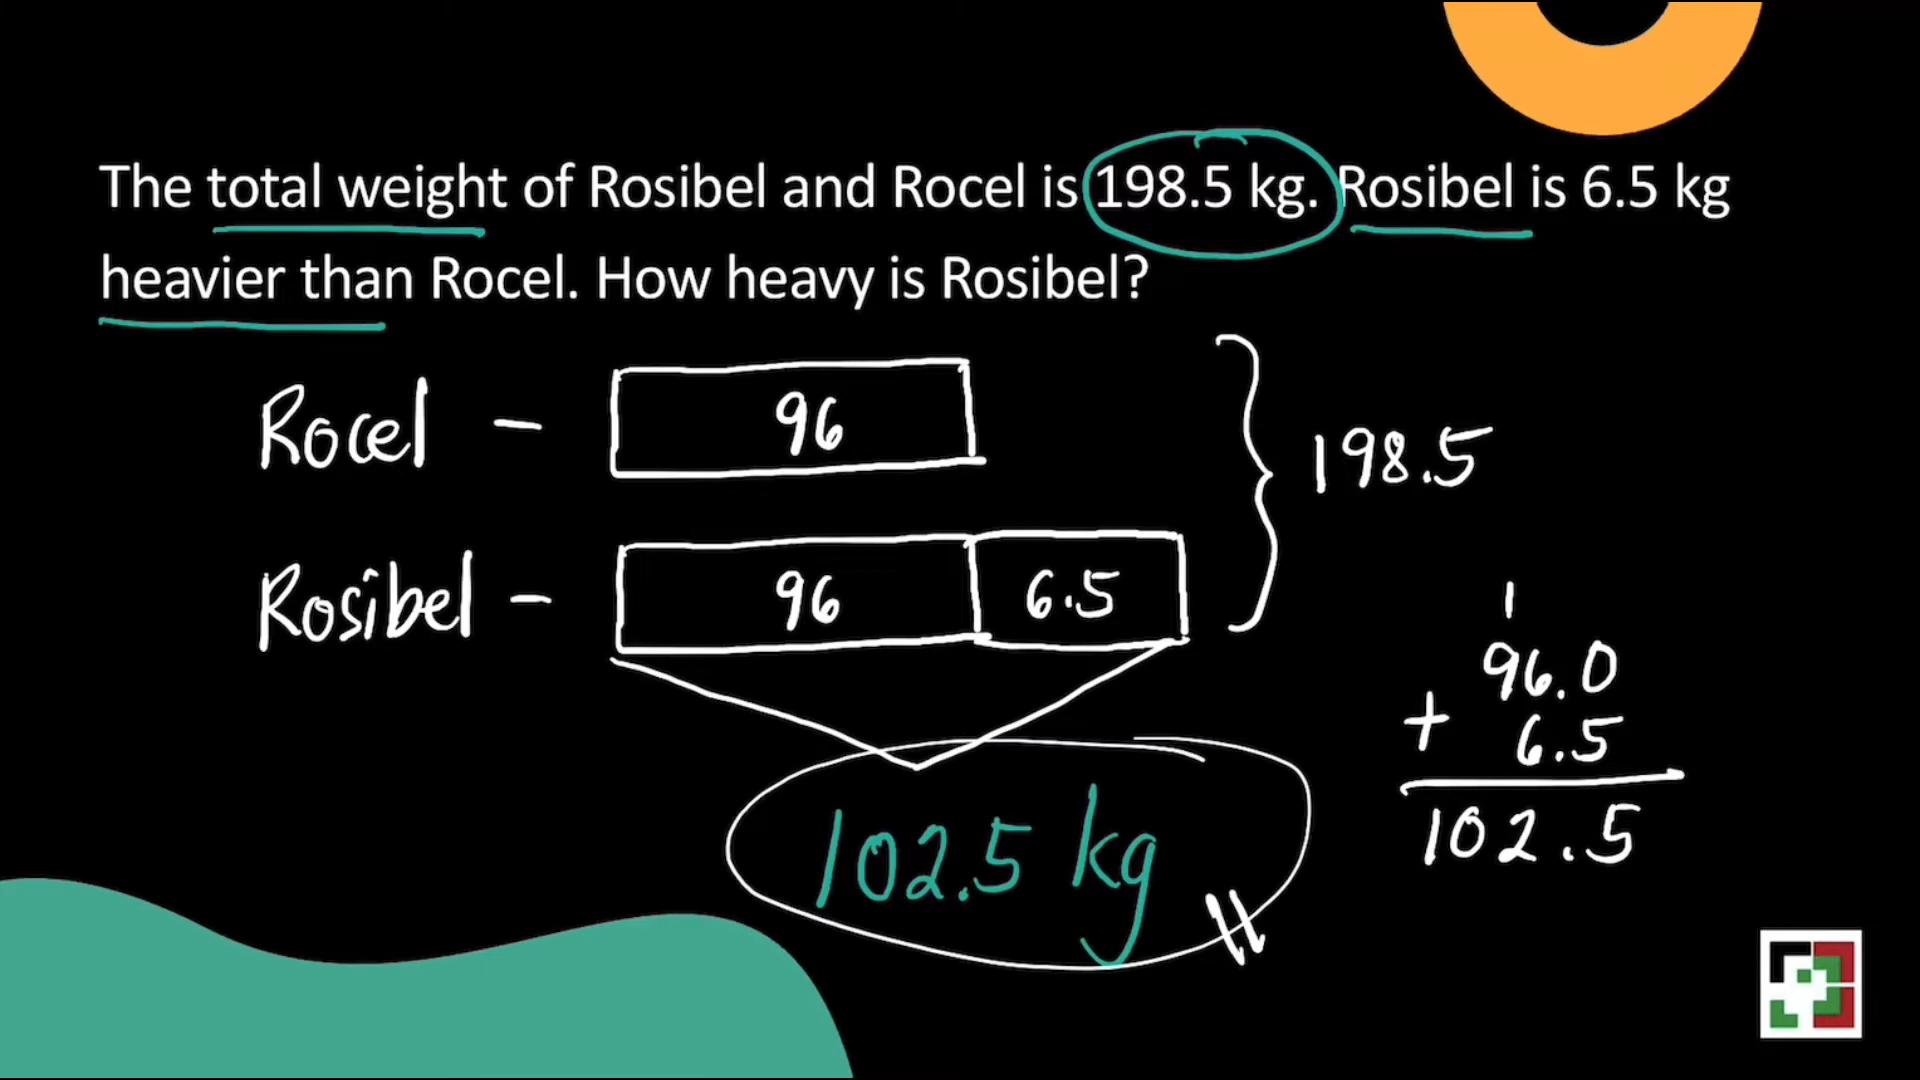 The total weight of Rosibel and Rocel is 198.5 kg. Rosibel is 6.5 kg
heavier than Rocel. How heavy is Rosibel?
Rocel - 96
198.5
Rosibel - 96 6.5
1
96.0
+ 6.5
102.5
102.5 kg